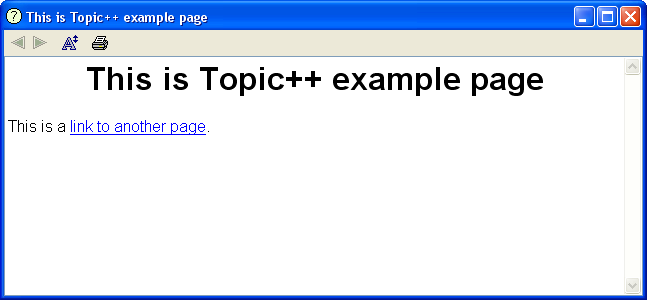 This is Topic++ example page
This is Topic++ example page
This is a link to another page.